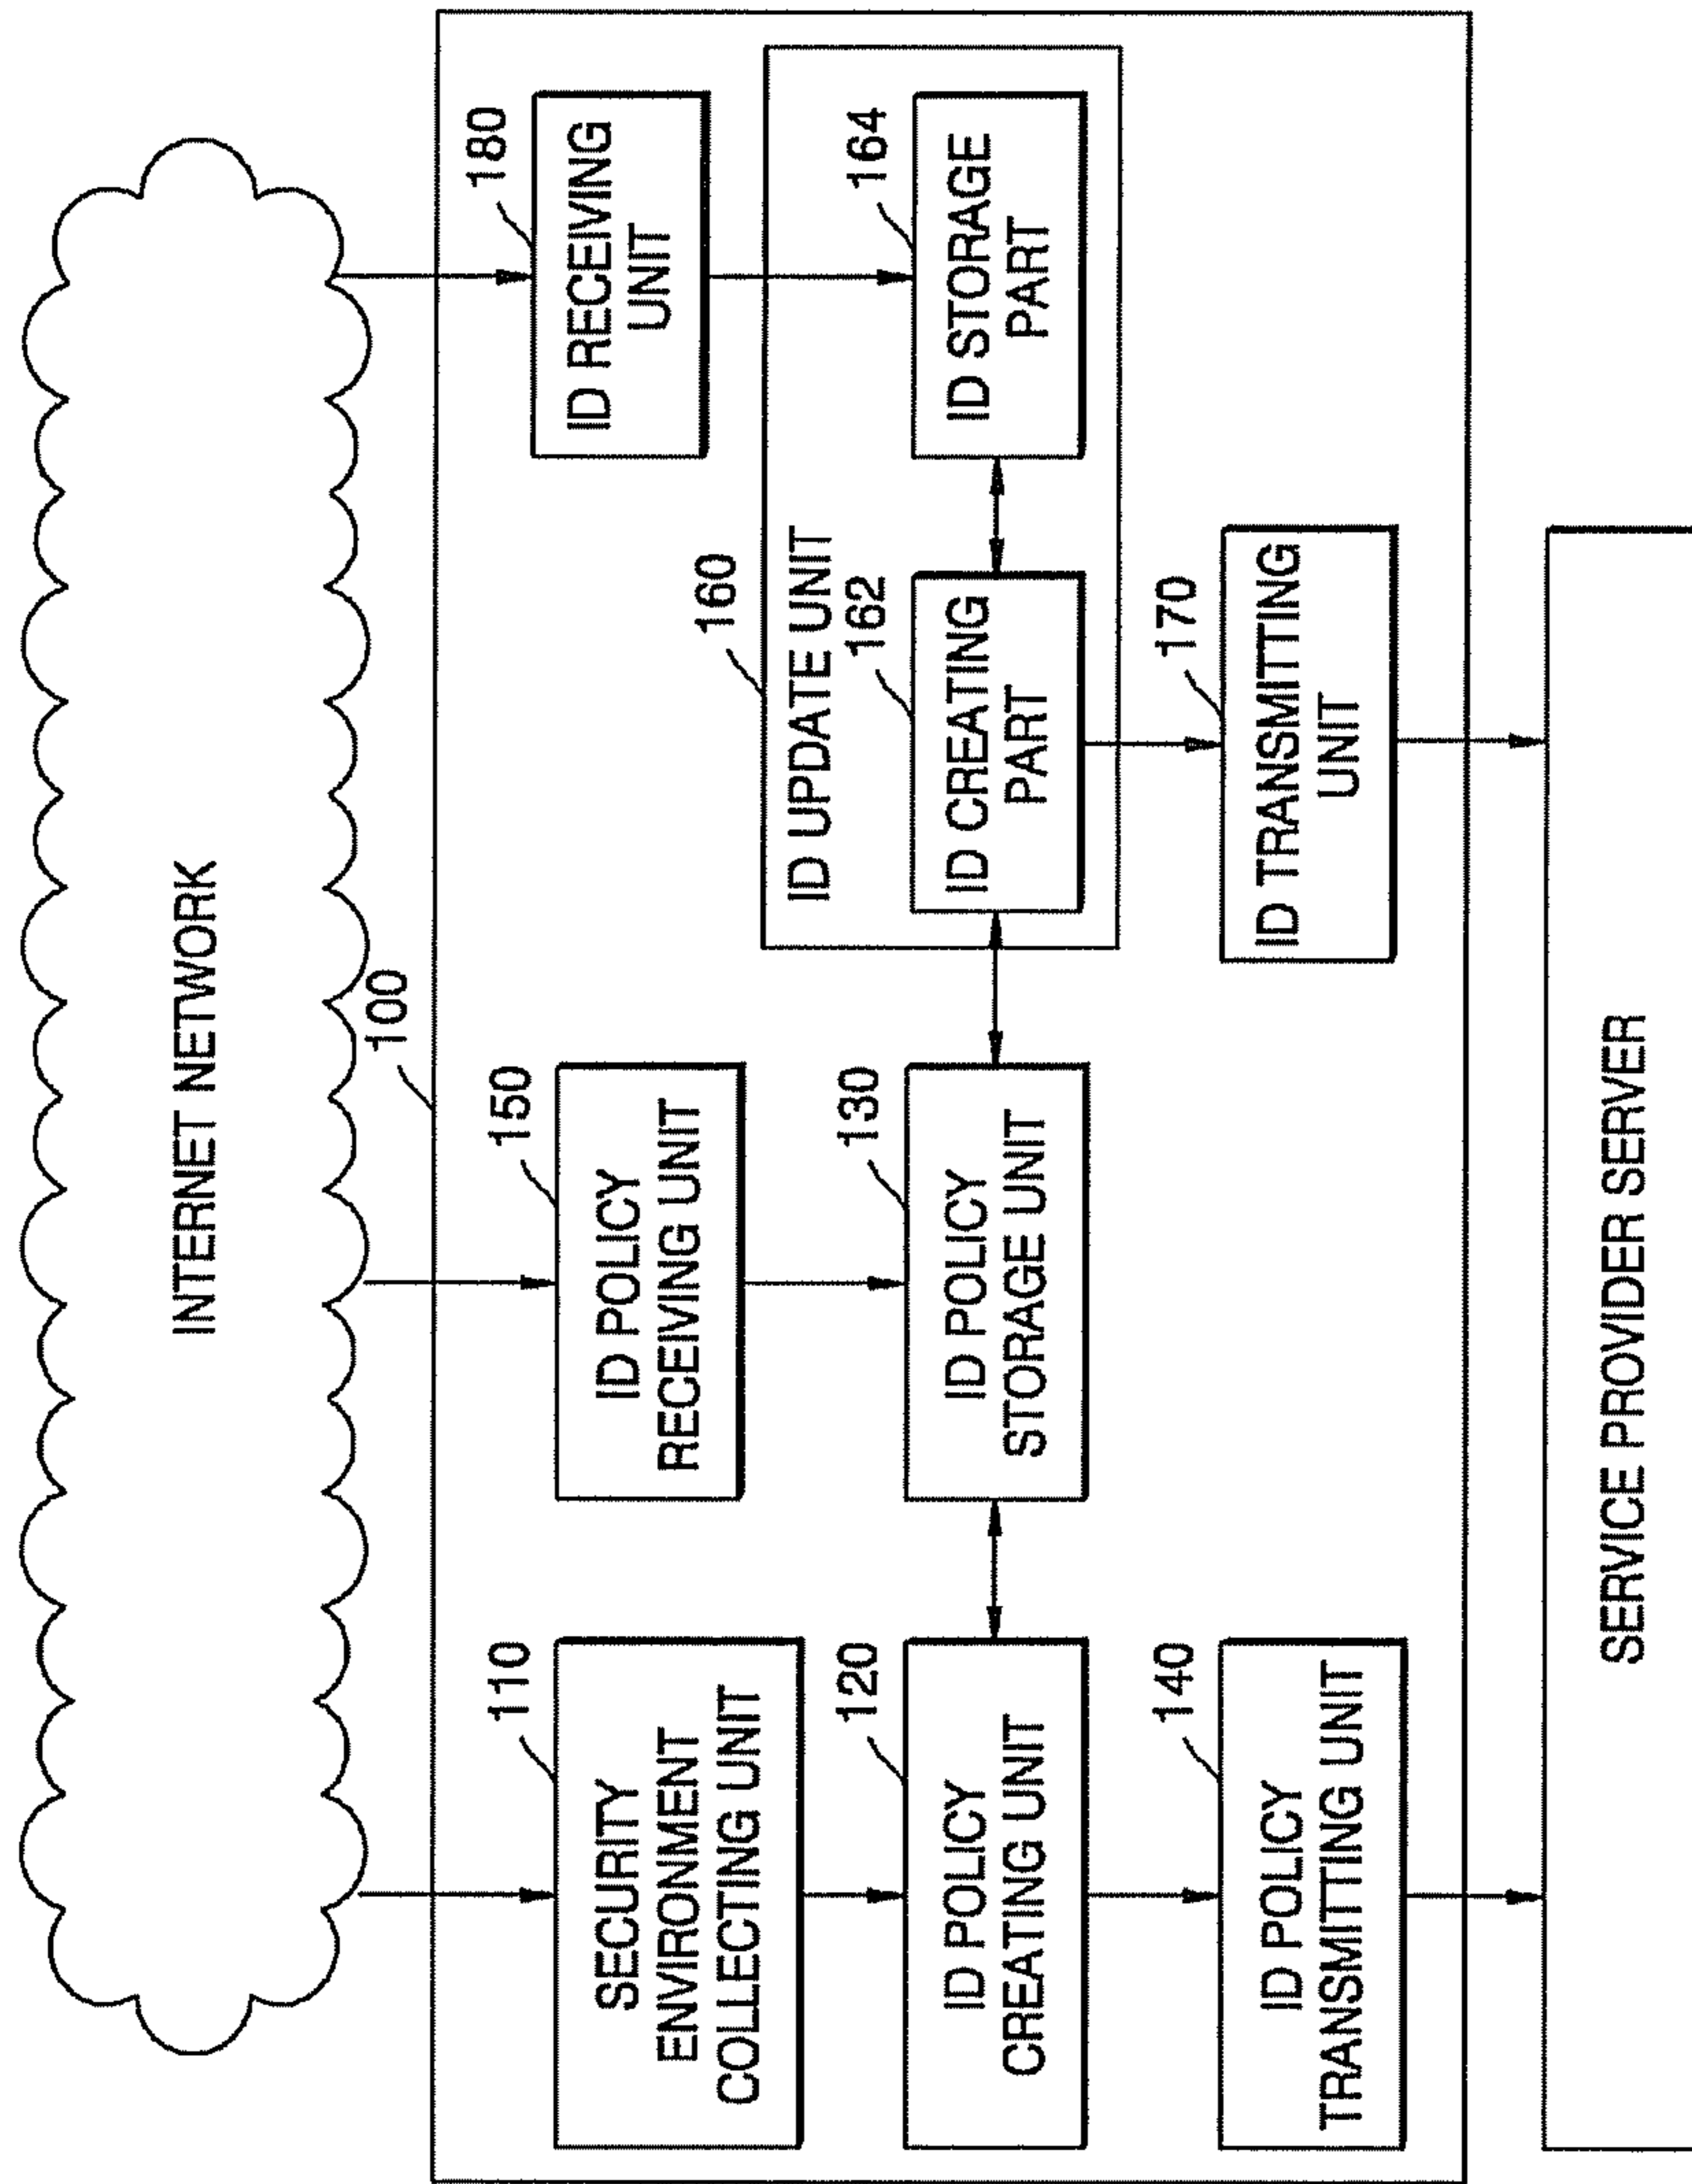 INTERNET NETWORK
100
110
SECURITY
ENVIRONMENT
COLLECTING UNIT
150
ID POLICY
RECEIVING UNIT
180
ID RECEIVING
UNIT
160
ID UPDATE UNIT
120
ID POLICY
CREATING UNIT
130
ID POLICY
STORAGE UNIT
162
ID CREATING
PART
164
ID STORAGE
PART
140
ID POLICY
TRANSMITTING UNIT
170
ID TRANSMITTING
UNIT
SERVICE PROVIDER SERVER